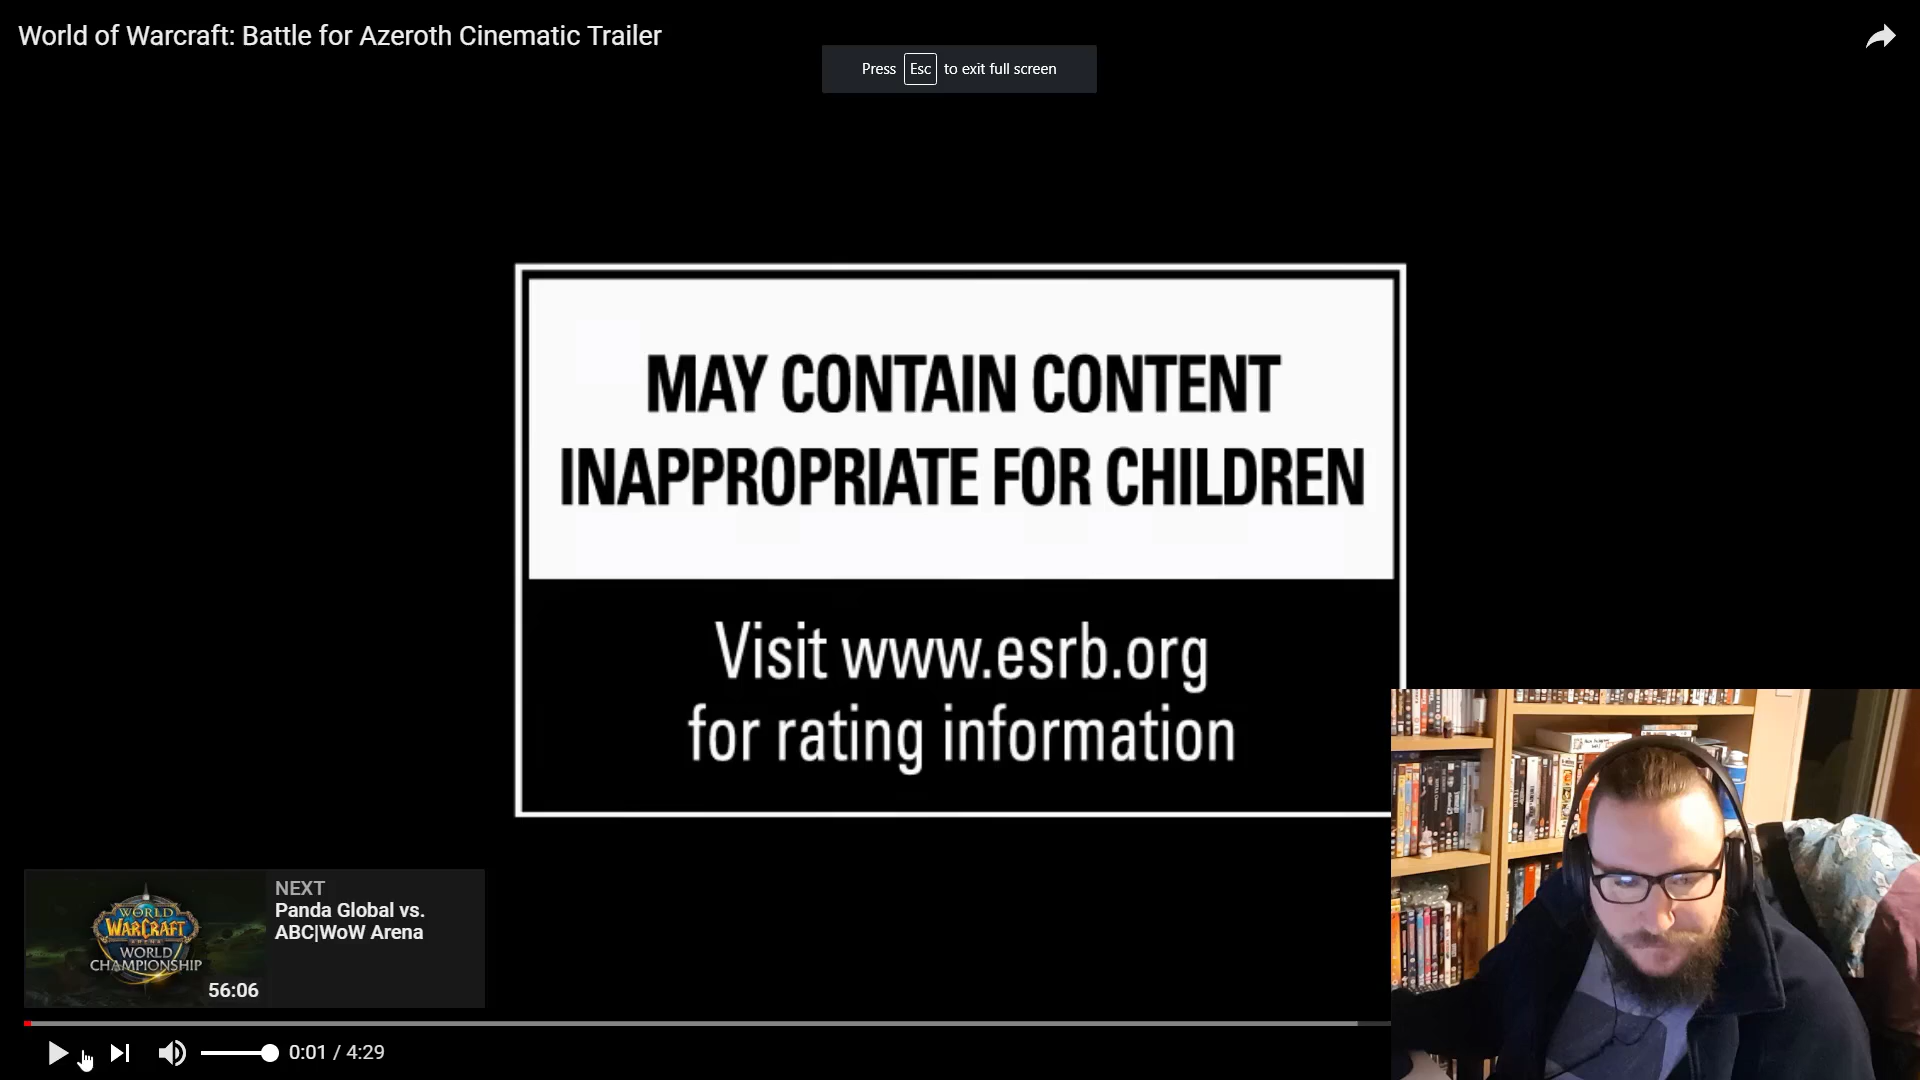 World of Warcraft: Battle for Azeroth Cinematic Trailer
Press Esc to exit full screen
MAY CONTAIN CONTENT
INAPPROPRIATE FOR CHILDREN
Visit www.esrb.org
for rating information
NEXT
Panda Global vs.
ABC|WoW Arena
WORLD
WARCRAFT
ARENA
WORLD
CHAMPIONSHIP
56:06
0:01 / 4:29